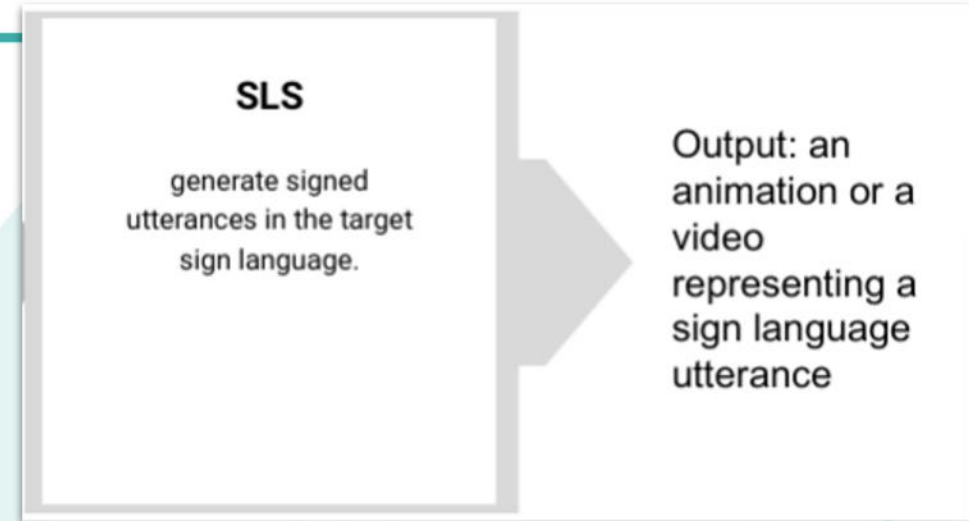 SLS
generate signed
utterances in the target
sign language.
Output: an
animation or a
video
representing a
sign language
utterance